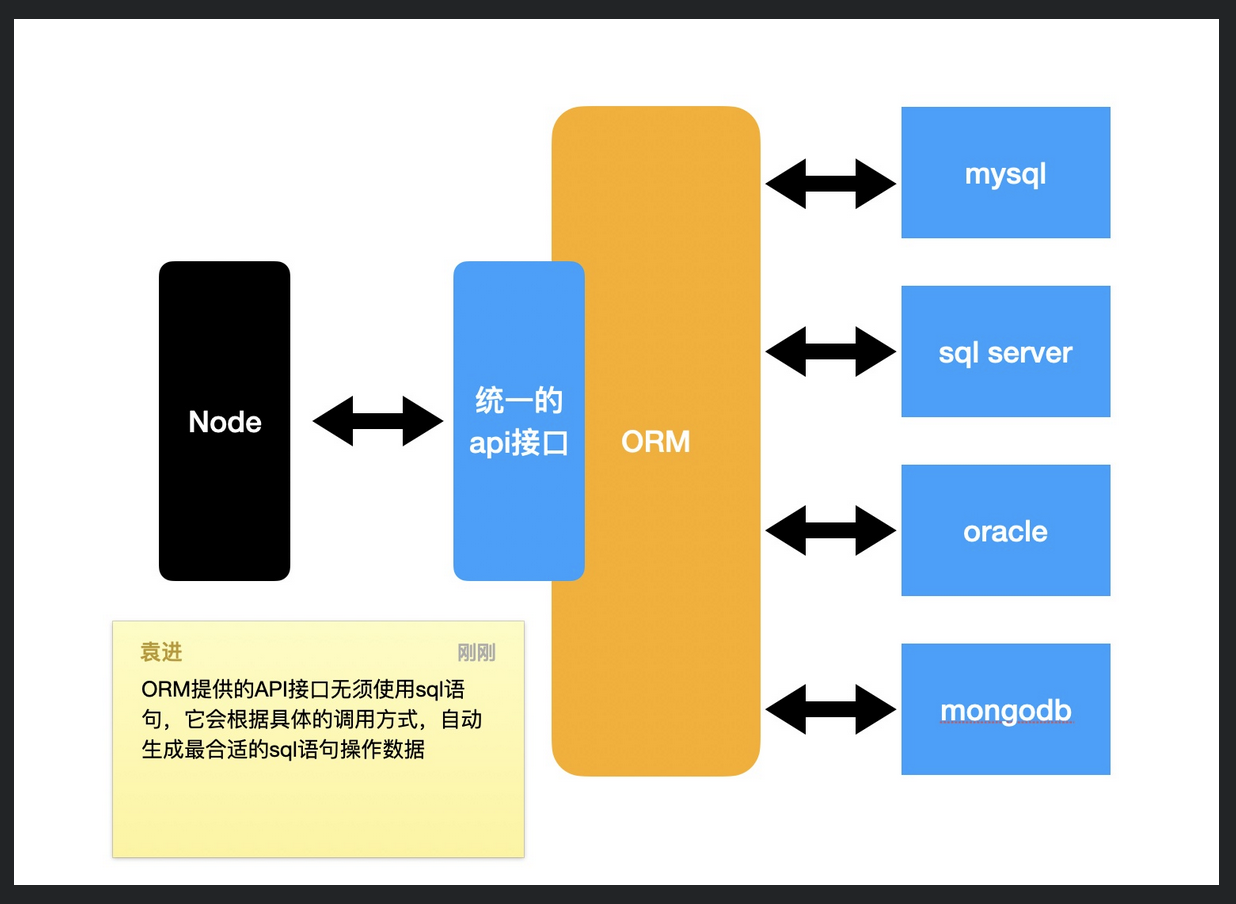 mysql
sql server
Node
统一的
api接口
ORM
oracle
mongodb
袁进
刚刚
ORM提供的API接口无须使用sql语
句，它会根据具体的调用方式，自动
生成最合适的sql语句操作数据